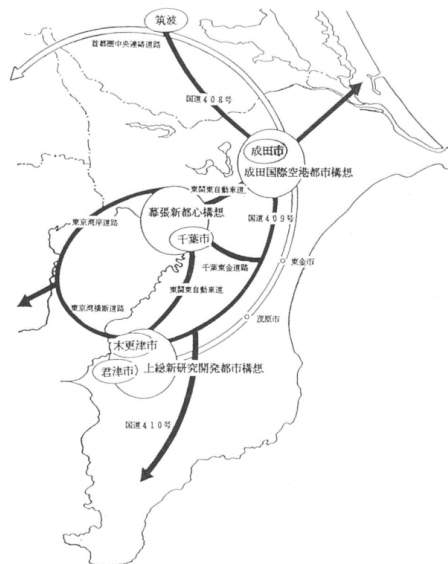 筑波
首都圏中央連絡道路
国道408号
成田市
成田国際空港都市構想
東関東自動車道
幕張新都心構想
国道409号
東京湾岸道路
千葉市
千葉東金道路
東金市
東関東自動車道
東京湾横断道路
茂原市
木更津市
上総新研究開発都市構想
君津市
国道410号